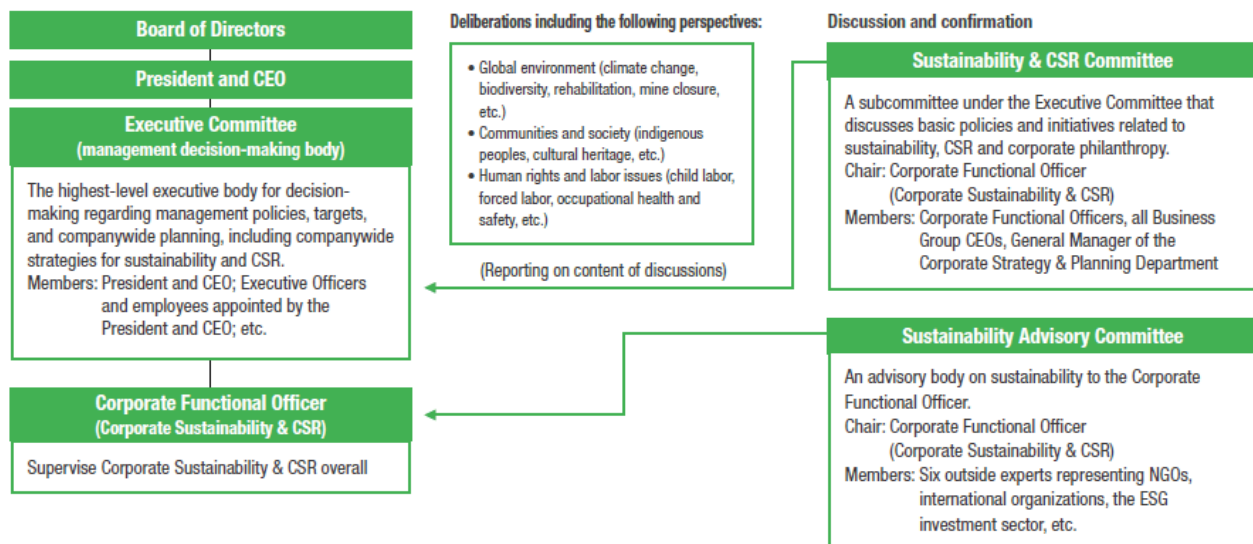 Board of Directors
President and CEO
Executive Committee
(management decision-making body)
The highest-level executive body for decision-
making regarding management policies, targets,
and companywide planning, including companywide
strategies for sustainability and CSR.
Members: President and CEO; Executive Officers
and employees appointed by the
President and CEO; etc.
Corporate Functional Officer
(Corporate Sustainability & CSR)
Supervise Corporate Sustainability & CSR overall
Deliberations including the following perspectives:
• Global environment (climate change,
biodiversity, rehabilitation, mine closure,
etc.)
• Communities and society (indigenous
peoples, cultural heritage, etc.)
• Human rights and labor issues (child labor,
forced labor, occupational health and
safety, etc.)
(Reporting on content of discussions)
Discussion and confirmation
Sustainability & CSR Committee
A subcommittee under the Executive Committee that
discusses basic policies and initiatives related to
sustainability, CSR and corporate philanthropy.
Chair: Corporate Functional Officer
(Corporate Sustainability & CSR)
Members: Corporate Functional Officers, all Business
Group CEOs, General Manager of the
Corporate Strategy & Planning Department
Sustainability Advisory Committee
An advisory body on sustainability to the Corporate
Functional Officer.
Chair: Corporate Functional Officer
(Corporate Sustainability & CSR)
Members: Six outside experts representing NGOs,
international organizations, the ESG
investment sector, etc.